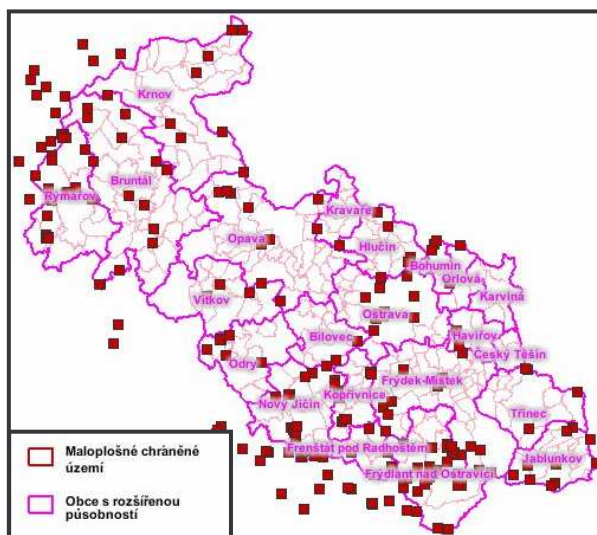 Krnov
Bruntál
Rýmařov
Kravaře
Opava
Hlučín
Bohumín
Orlová
Karviná
Vítkov
Ostrava
Havířov
Bílovec
Český Těšín
Odry
Frýdek-Místek
Kopřivnice
Nový Jičín
Třinec
Frenštát pod Radhoštěm
Jablunkov
Frýdlant nad Ostravicí
Maloplošné chráněné
území
Obce s rozšířenou
působností